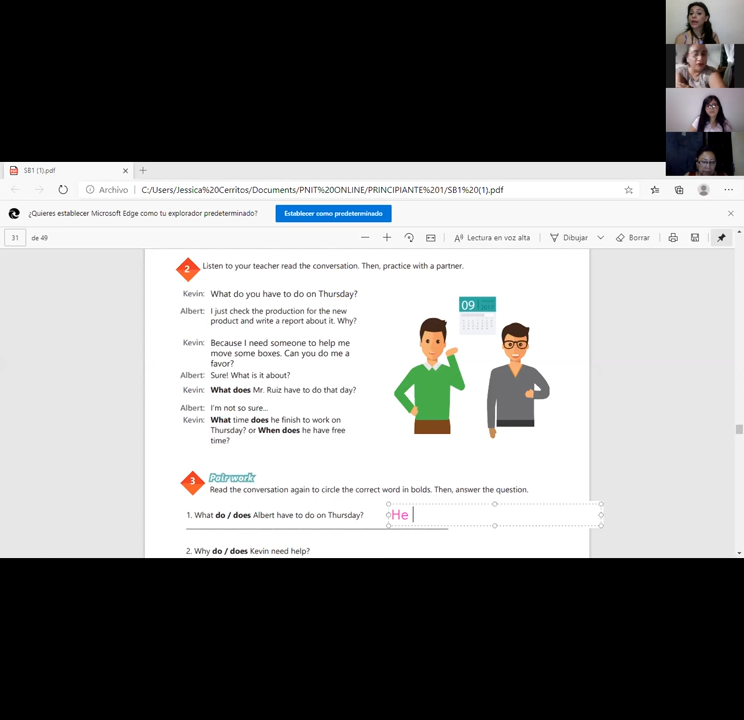 SB1 (1).pdf
Archivo
C:/Users/Jessica%20Cerritos/Documents/PNIT%20ONLINE/PRINCIPIANTE%201/SB1%20(1).pdf
¿Quieres establecer Microsoft Edge como tu explorador predeterminado?
Establecer como predeterminado
31 de 49
Lectura en voz alta
Dibujar
Borrar
2 Listen to your teacher read the conversation. Then, practice with a partner.
Kevin: What do you have to do on Thursday?
Albert: I just check the production for the new
product and write a report about it. Why?
Kevin: Because I need someone to help me
move some boxes. Can you do me a
favor?
Albert: Sure! What is it about?
Kevin: What does Mr. Ruiz have to do that day?
Albert: I'm not so sure...
Kevin: What time does he finish to work on
Thursday? or When does he have free
time?
09
3 Pair work
Read the conversation again to circle the correct word in bolds. Then, answer the question.
1. What do / does Albert have to do on Thursday?
He
2. Why do / does Kevin need help?